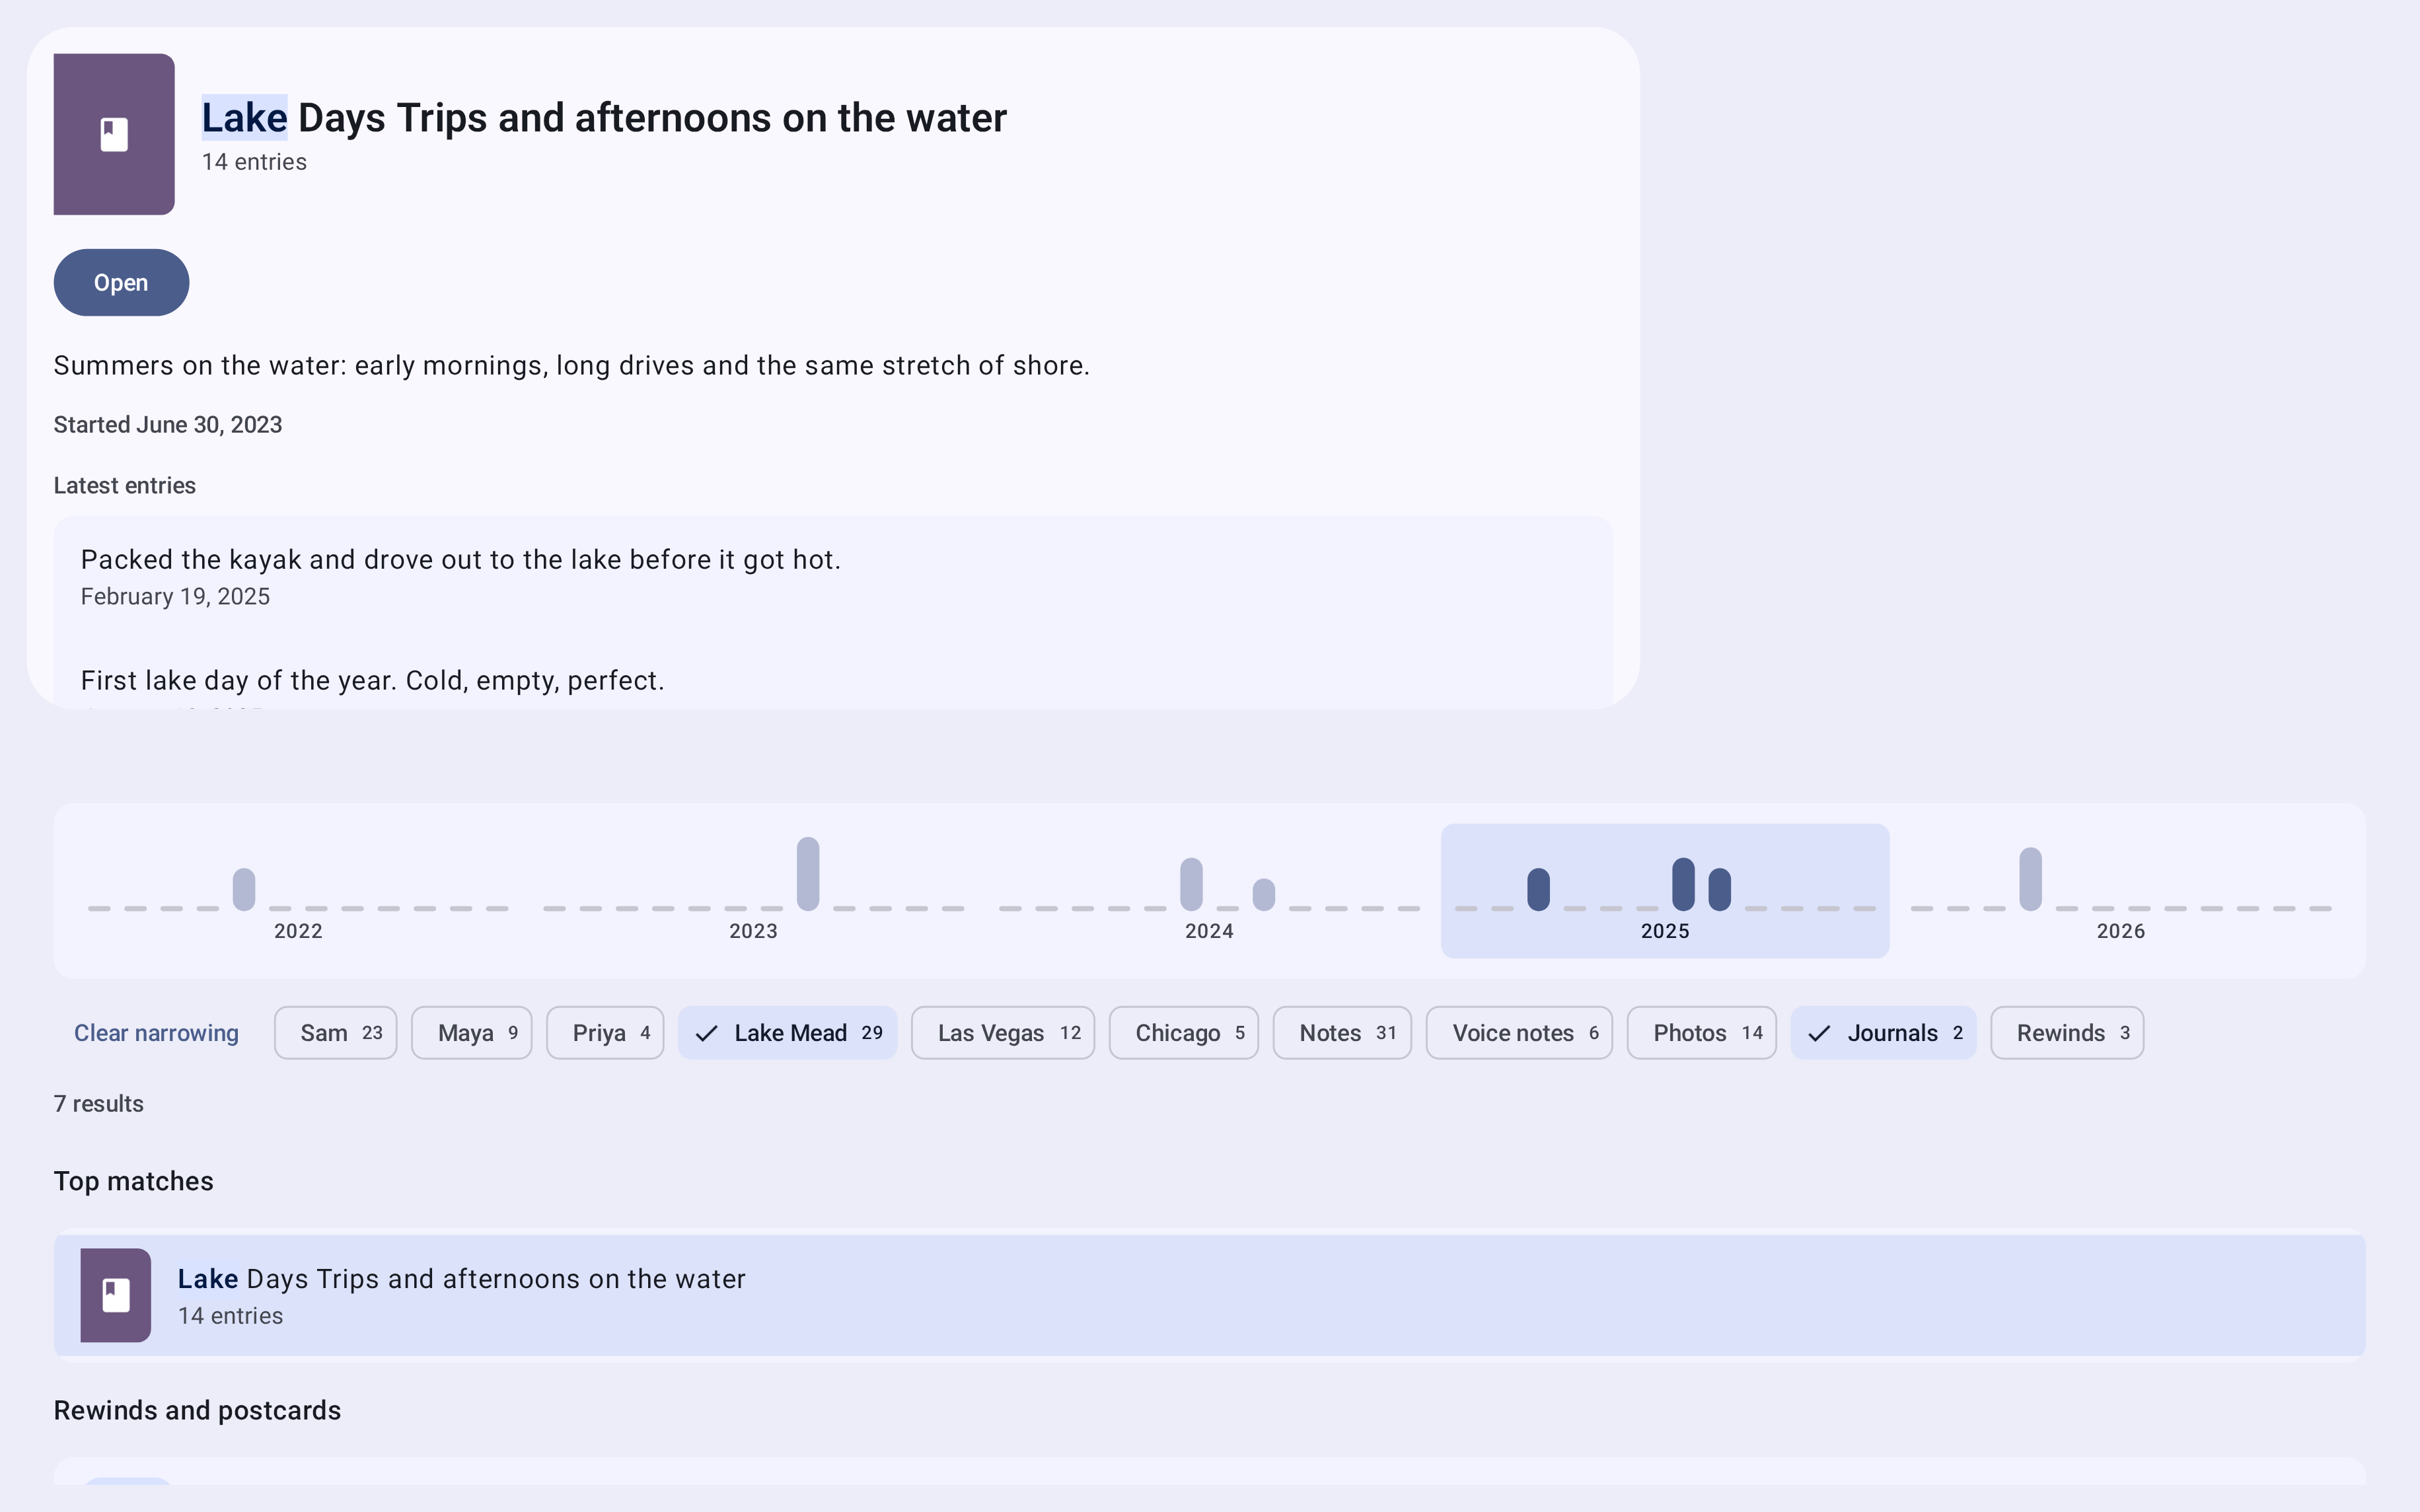 Lake Days Trips and afternoons on the water
14 entries
Open
Summers on the water: early mornings, long drives and the same stretch of shore.
Started June 30, 2023
Latest entries
Packed the kayak and drove out to the lake before it got hot.
February 19, 2025
First lake day of the year. Cold, empty, perfect.
2022 2023 2024 2025 2026
Clear narrowing Sam 23 Maya 9 Priya 4 Lake Mead 29 Las Vegas 12 Chicago 5 Notes 31 Voice notes 6 Photos 14 Journals 2 Rewinds 3
7 results
Top matches
Lake Days Trips and afternoons on the water
14 entries
Rewinds and postcards